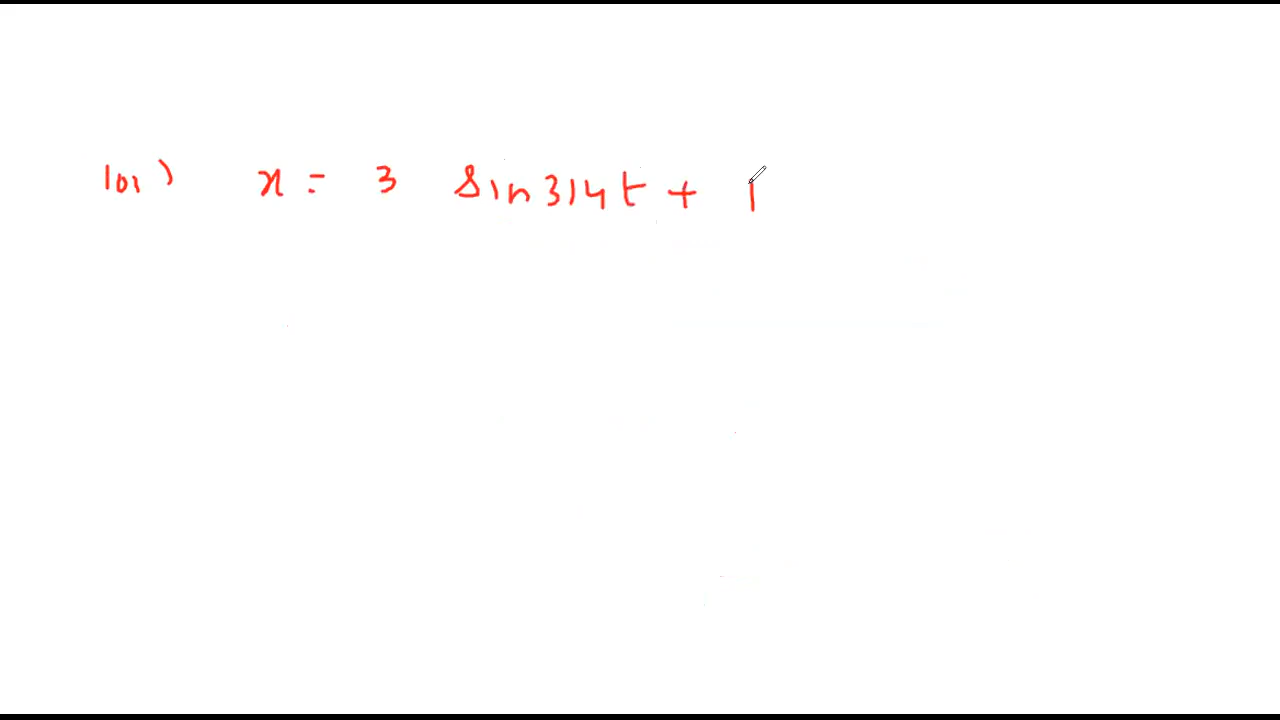 101) x = 3 sin314t + 1